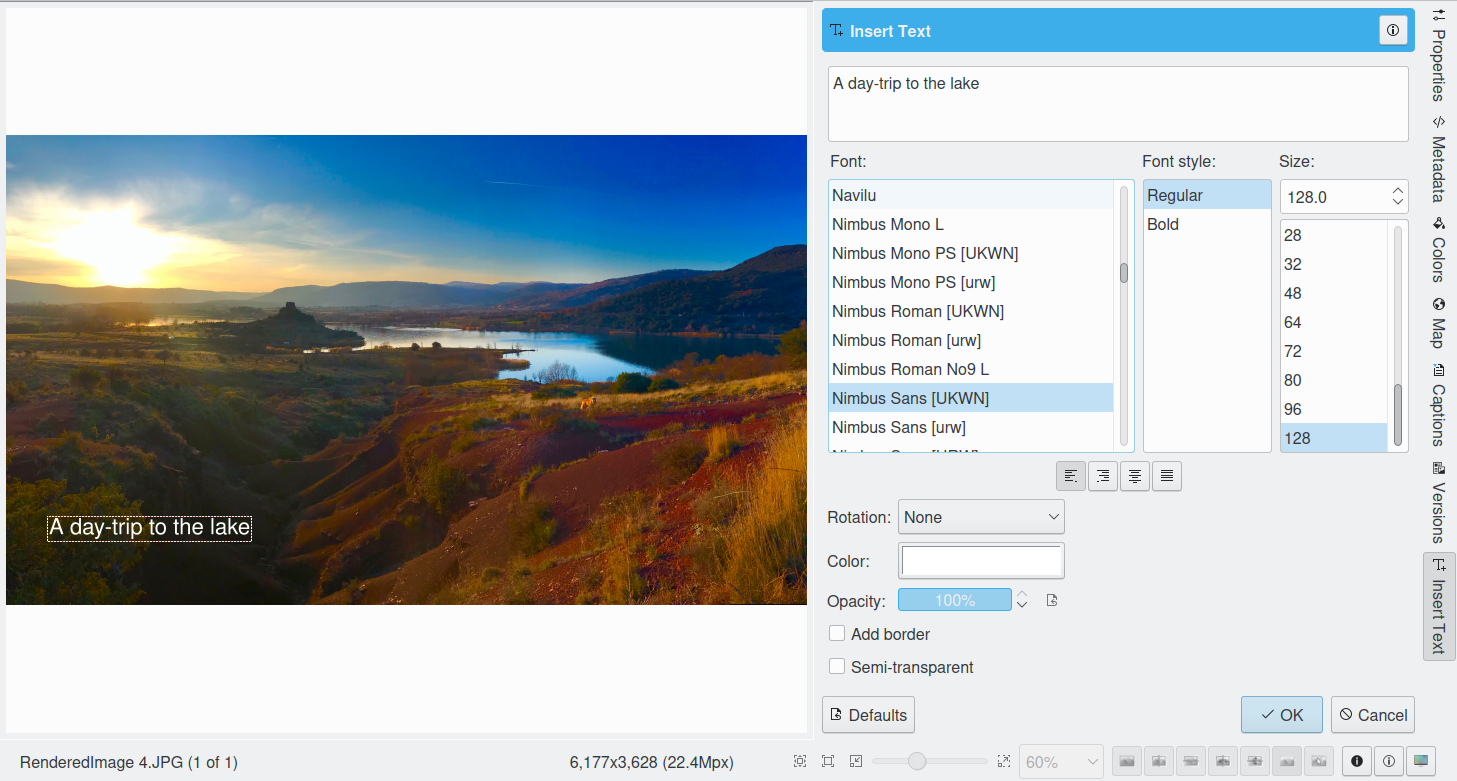 Insert Text
A day-trip to the lake
Font:
Font style:
Size:
Navilu
Nimbus Mono L
Nimbus Mono PS [UKWN]
Nimbus Mono PS [urw]
Nimbus Roman [UKWN]
Nimbus Roman [urw]
Nimbus Roman No9 L
Nimbus Sans [UKWN]
Nimbus Sans [urw]
Regular
Bold
128.0
28
32
48
64
72
80
96
128
Rotation:
None
Color:
Opacity:
100%
Add border
Semi-transparent
Defaults
OK
Cancel
A day-trip to the lake
Properties
Metadata
Colors
Map
Captions
Versions
Insert Text
RenderedImage 4.JPG (1 of 1)
6,177x3,628 (22.4Mpx)
60%